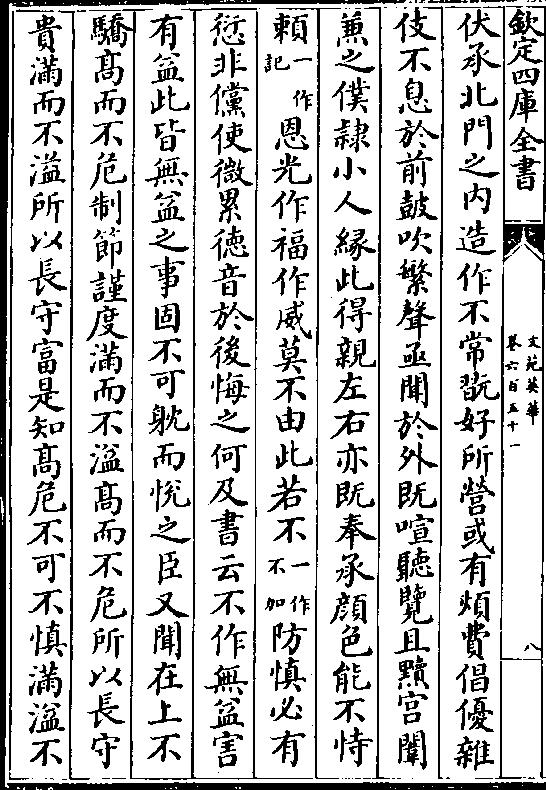 欽定四庫全書
文苑英華
卷六百五十一
八
伏承北門之内造作不常翫好所營或有煩費倡優雜
伎不息於前鼓吹繁聲亟聞於外既喧聽覽且黷宫闈
兼之僕隸小人緣此得親左右亦既奉承顔色能不恃
頼一作記恩光作福作威莫不由此若不一作不加防慎必有
愆非儻使微累徳音於後悔之何及書云不作無益害
有益此皆無益之事固不可躭而悦之臣又聞在上不
驕髙而不危制節謹度滿而不溢髙而不危所以長守
貴滿而不溢所以長守富是知髙危不可不慎滿溢不